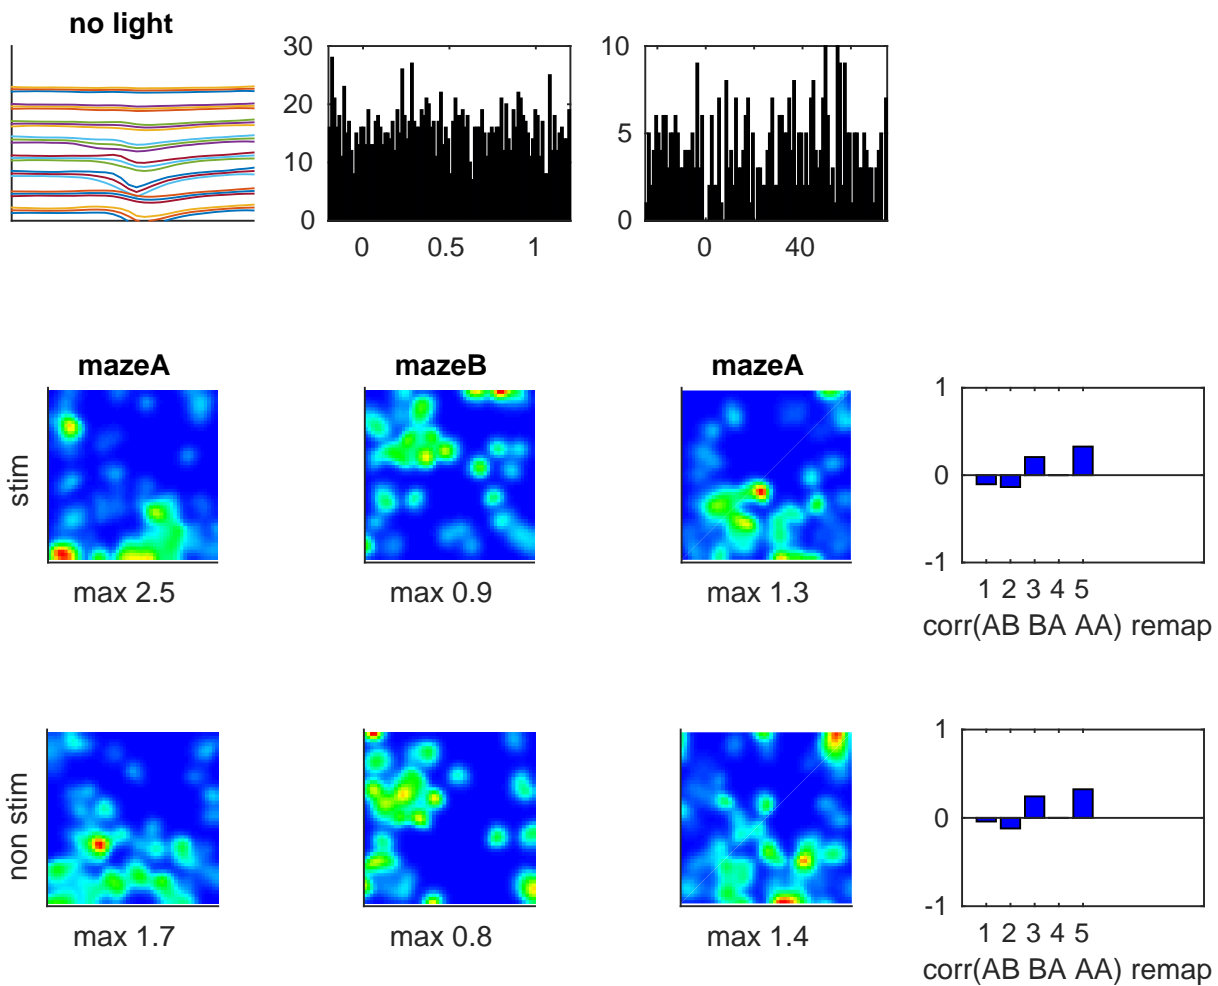 no light
30
20
10
0
0 0.5 1
10
5
0
0 40
mazeA mazeB mazeA
stim
max 2.5 max 0.9 max 1.3
1
0
-1
1 2 3 4 5
corr(AB BA AA) remap
non stim
max 1.7 max 0.8 max 1.4
1
0
-1
1 2 3 4 5
corr(AB BA AA) remap